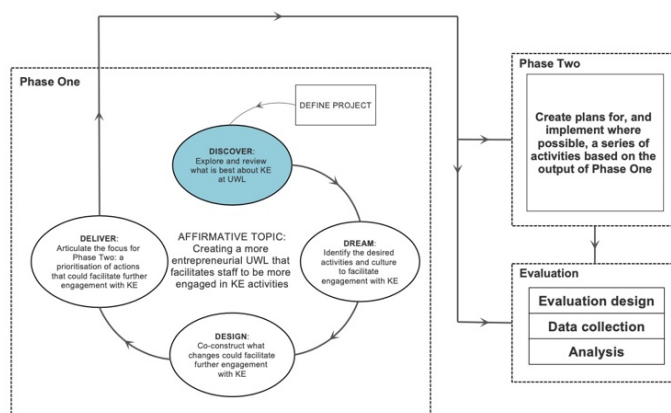 Phase One
DEFINE PROJECT
DISCOVER:
Explore and review
what is best about KE
at UWL
AFFIRMATIVE TOPIC:
Creating a more
entrepreneurial UWL that
facilitates staff to be more
engaged in KE activities
DREAM:
Identify the desired
activities and culture
to facilitate
engagement with KE
DESIGN:
Co-construct what
changes could facilitate
further engagement
with KE
DELIVER:
Articulate the focus for
Phase Two: a
prioritisation of actions
that could facilitate further
engagement with KE
Phase Two
Create plans for, and
implement where
possible, a series of
activities based on the
output of Phase One
Evaluation
Evaluation design
Data collection
Analysis